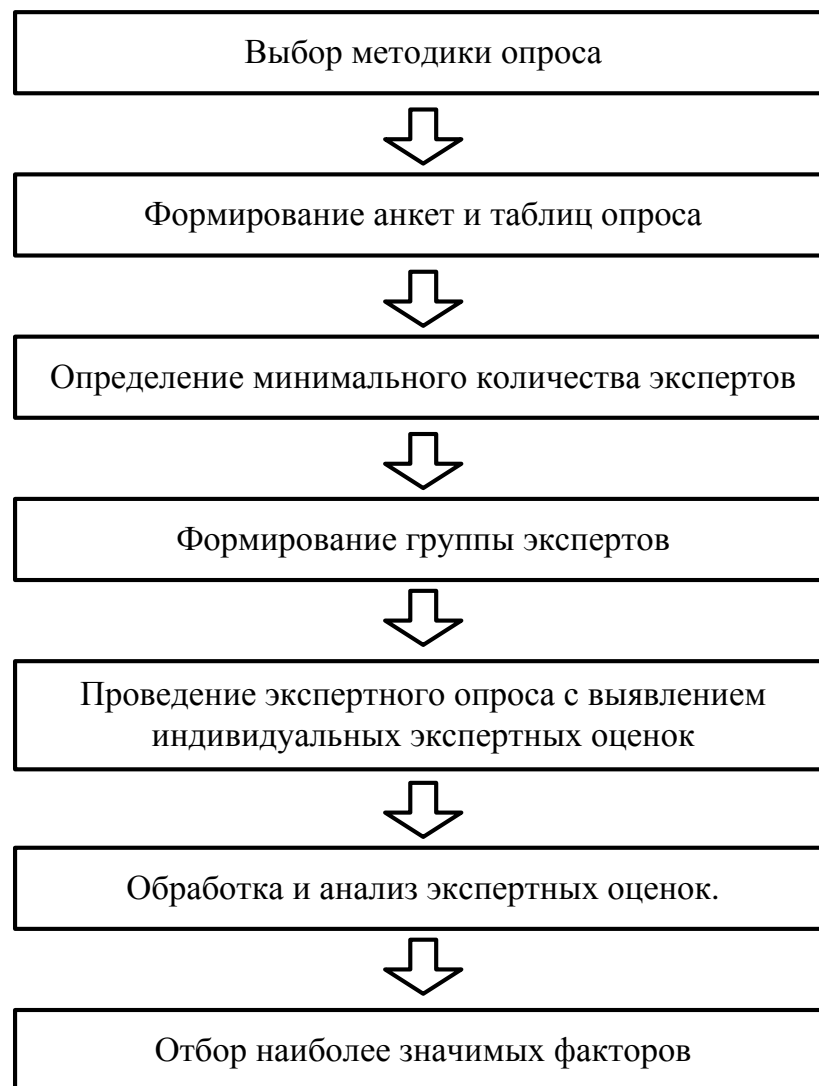 Выбор методики опроса
Формирование анкет и таблиц опроса
Определение минимального количества экспертов
Формирование группы экспертов
Проведение экспертного опроса с выявлением
индивидуальных экспертных оценок
Обработка и анализ экспертных оценок.
Отбор наиболее значимых факторов